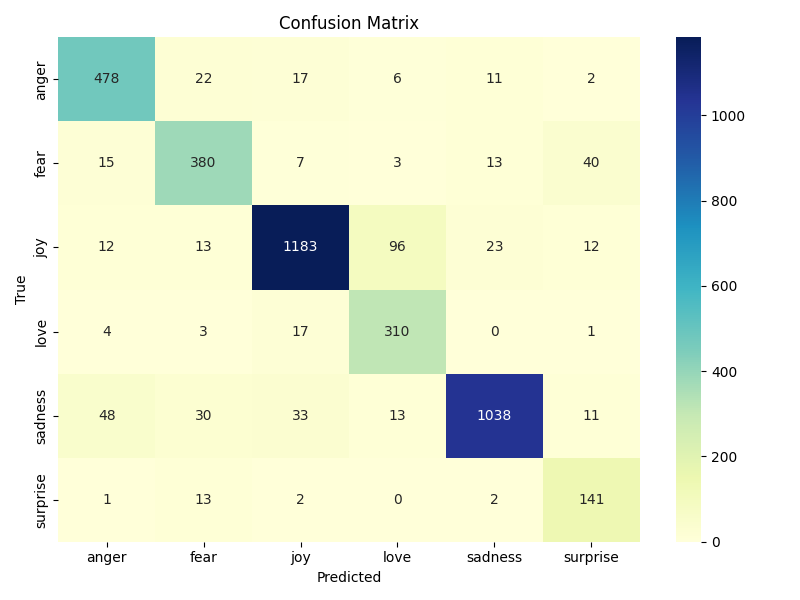 Confusion Matrix
anger 478 22 17 6 11 2
fear 15 380 7 3 13 40
joy 12 13 1183 96 23 12
love 4 3 17 310 0 1
sadness 48 30 33 13 1038 11
surprise 1 13 2 0 2 141
anger fear joy love sadness surprise
Predicted
True
1000
800
600
400
200
0